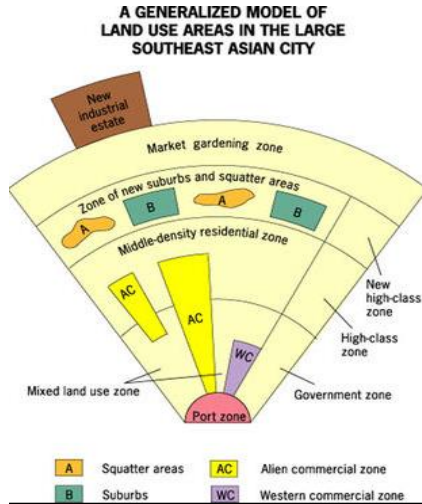 A GENERALIZED MODEL OF
LAND USE AREAS IN THE LARGE
SOUTHEAST ASIAN CITY
New
industrial
estate
Market gardening zone
Zone of new suburbs and squatter areas
A
B
A
B
Middle-density residential zone
AC
AC
WC
New
high-class
zone
High-class
zone
Mixed land use zone
Government zone
Port zone
A Squatter areas
AC Alien commercial zone
B Suburbs
WC Western commercial zone